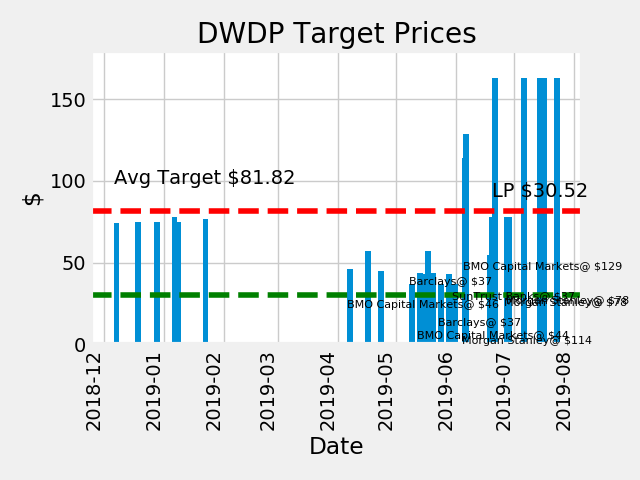 DWDP Target Prices
150
100
50
0
$
Avg Target $81.82
LP $30.52
BMO Capital Markets@ $129
Barclays@ $37
BMO Capital Markets@ $46
Morgan Stanley@ $78
Barclays@ $37
BMO Capital Markets@ $44
Morgan Stanley@ $114
2018-12
2019-01
2019-02
2019-03
2019-04
2019-05
2019-06
2019-07
2019-08
Date